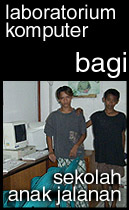 laboratorium
komputer
bagi
sekolah
anak jalanan